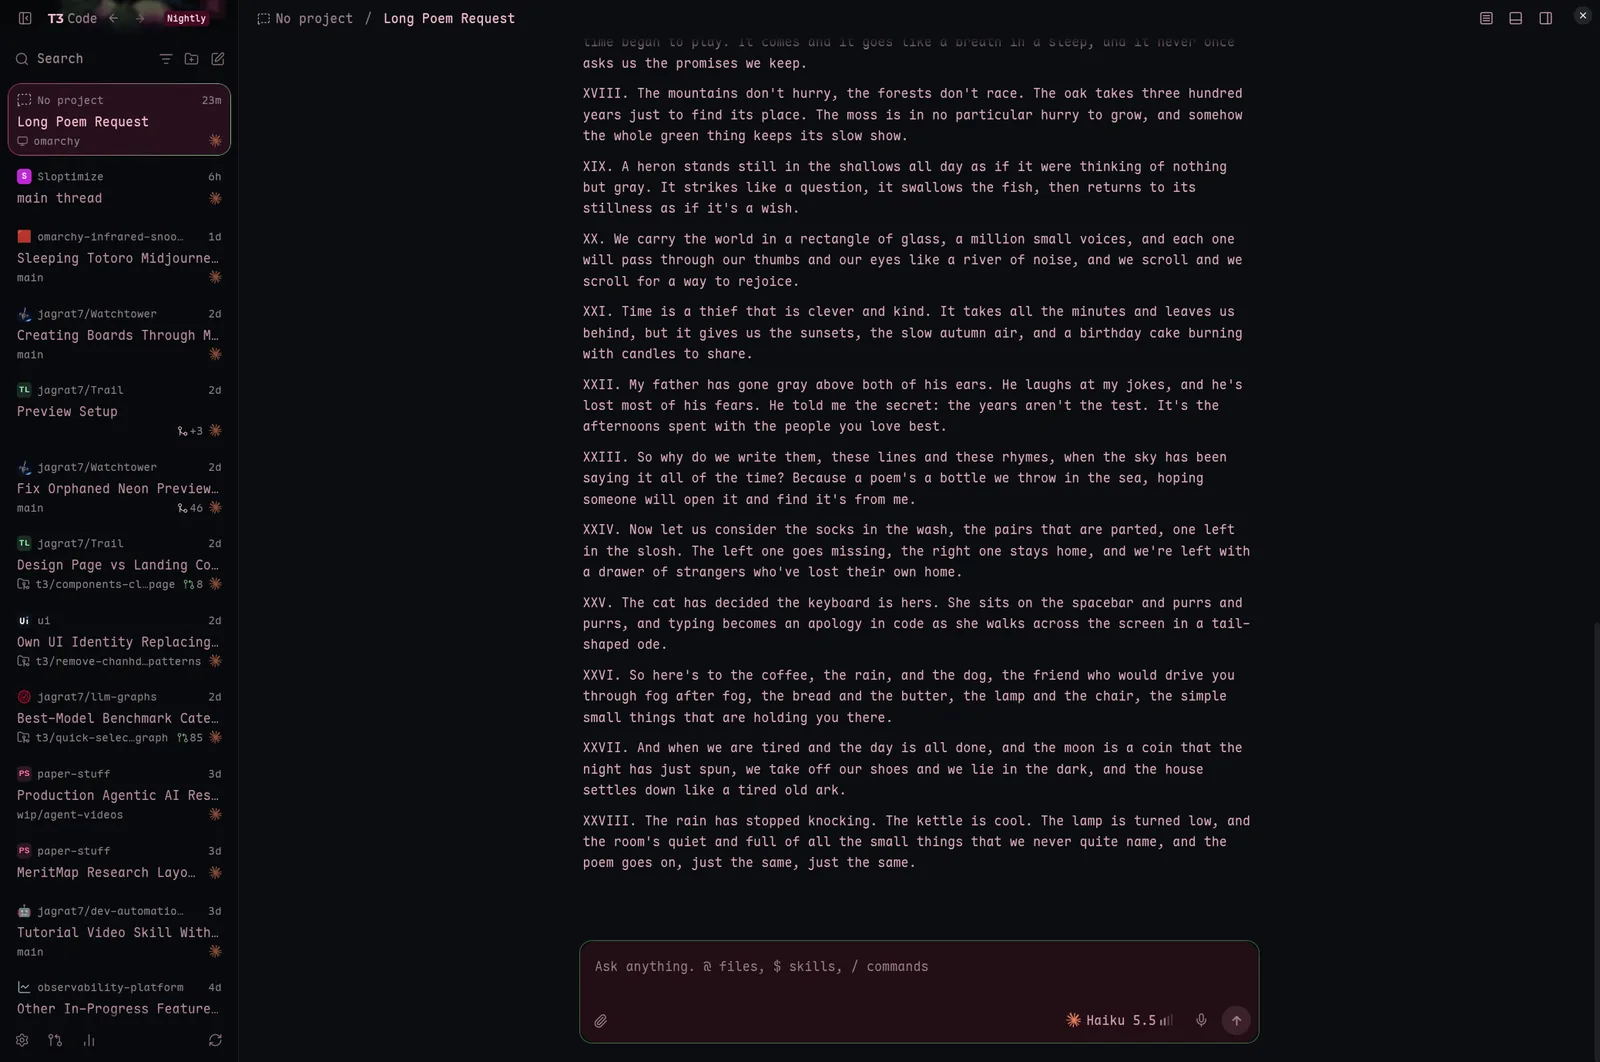 T3 Code
Nightly
No project / Long Poem Request
Search
No project 23m
Long Poem Request
omarchy
S Sloptimize 6h
main thread
omarchy-infrared-snoo… 1d
Sleeping Totoro Midjourne…
main
jagrat7/Watchtower 2d
Creating Boards Through M…
main
TL jagrat7/Trail 2d
Preview Setup
+3
jagrat7/Watchtower 2d
Fix Orphaned Neon Preview…
main 46
TL jagrat7/Trail 2d
Design Page vs Landing Co…
t3/components-cl…page 8
Ui ui 2d
Own UI Identity Replacing…
t3/remove-chanhd…patterns
jagrat7/llm-graphs 2d
Best-Model Benchmark Cate…
t3/quick-selec…graph 85
PS paper-stuff 3d
Production Agentic AI Res…
wip/agent-videos
PS paper-stuff 3d
MeritMap Research Layo…
jagrat7/dev-automatio… 3d
Tutorial Video Skill With…
main
observability-platform 4d
Other In-Progress Feature…
time began to play. It comes and it goes like a breath in a sleep, and it never once
asks us the promises we keep.
XVIII. The mountains don't hurry, the forests don't race. The oak takes three hundred
years just to find its place. The moss is in no particular hurry to grow, and somehow
the whole green thing keeps its slow show.
XIX. A heron stands still in the shallows all day as if it were thinking of nothing
but gray. It strikes like a question, it swallows the fish, then returns to its
stillness as if it's a wish.
XX. We carry the world in a rectangle of glass, a million small voices, and each one
will pass through our thumbs and our eyes like a river of noise, and we scroll and we
scroll for a way to rejoice.
XXI. Time is a thief that is clever and kind. It takes all the minutes and leaves us
behind, but it gives us the sunsets, the slow autumn air, and a birthday cake burning
with candles to share.
XXII. My father has gone gray above both of his ears. He laughs at my jokes, and he's
lost most of his fears. He told me the secret: the years aren't the test. It's the
afternoons spent with the people you love best.
XXIII. So why do we write them, these lines and these rhymes, when the sky has been
saying it all of the time? Because a poem's a bottle we throw in the sea, hoping
someone will open it and find it's from me.
XXIV. Now let us consider the socks in the wash, the pairs that are parted, one left
in the slosh. The left one goes missing, the right one stays home, and we're left with
a drawer of strangers who've lost their own home.
XXV. The cat has decided the keyboard is hers. She sits on the spacebar and purrs and
purrs, and typing becomes an apology in code as she walks across the screen in a tail-
shaped ode.
XXVI. So here's to the coffee, the rain, and the dog, the friend who would drive you
through fog after fog, the bread and the butter, the lamp and the chair, the simple
small things that are holding you there.
XXVII. And when we are tired and the day is all done, and the moon is a coin that the
night has just spun, we take off our shoes and we lie in the dark, and the house
settles down like a tired old ark.
XXVIII. The rain has stopped knocking. The kettle is cool. The lamp is turned low, and
the room's quiet and full of all the small things that we never quite name, and the
poem goes on, just the same, just the same.
Ask anything. @ files, $ skills, / commands
Haiku 5.5